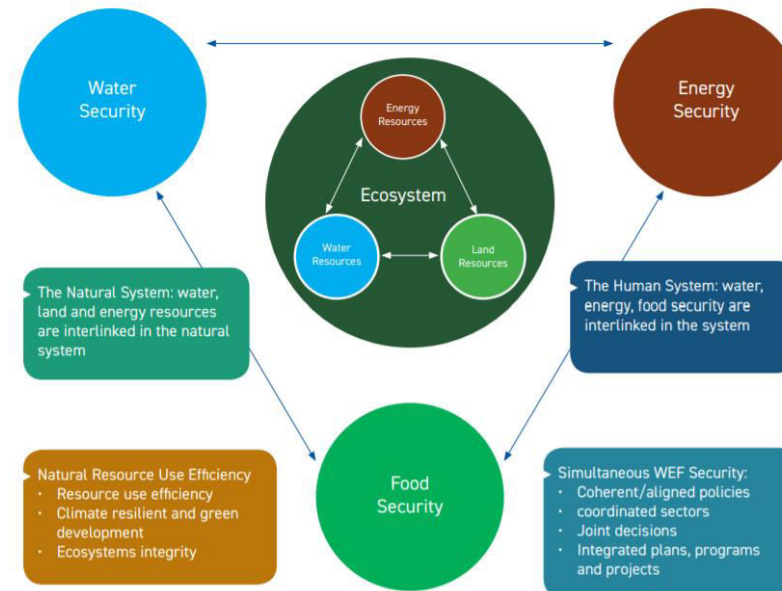 Water
Security
Energy
Security
Energy
Resources
Ecosystem
Water
Resources
Land
Resources
The Natural System: water,
land and energy resources
are interlinked in the natural
system
The Human System: water,
energy, food security are
interlinked in the system
Natural Resource Use Efficiency
• Resource use efficiency
• Climate resilient and green
development
• Ecosystems integrity
Food
Security
Simultaneous WEF Security:
• Coherent/aligned policies
• coordinated sectors
• Joint decisions
• Integrated plans, programs
and projects